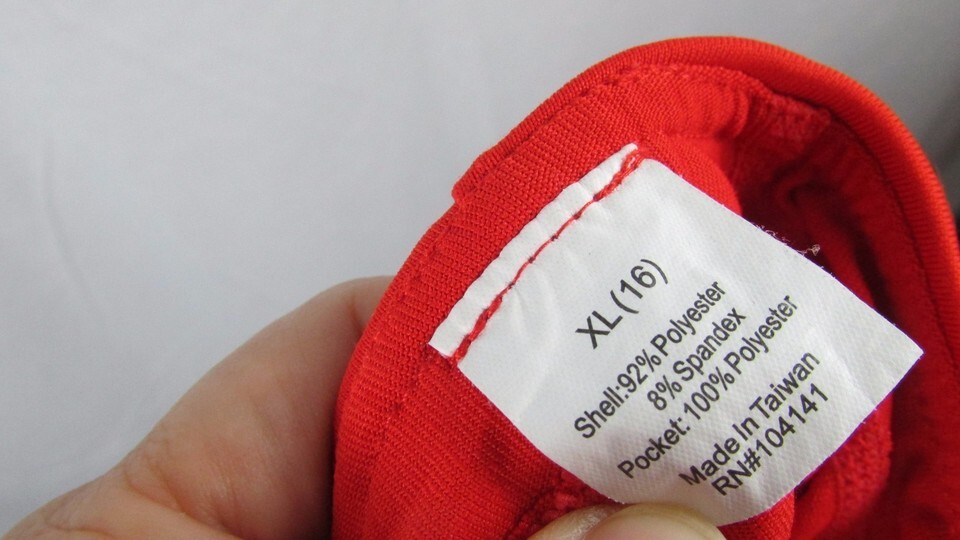 XL(16)
Shell:92% Polyester
8% Spandex
Pocket: 100% Polyester
Made In Taiwan
RN#104141